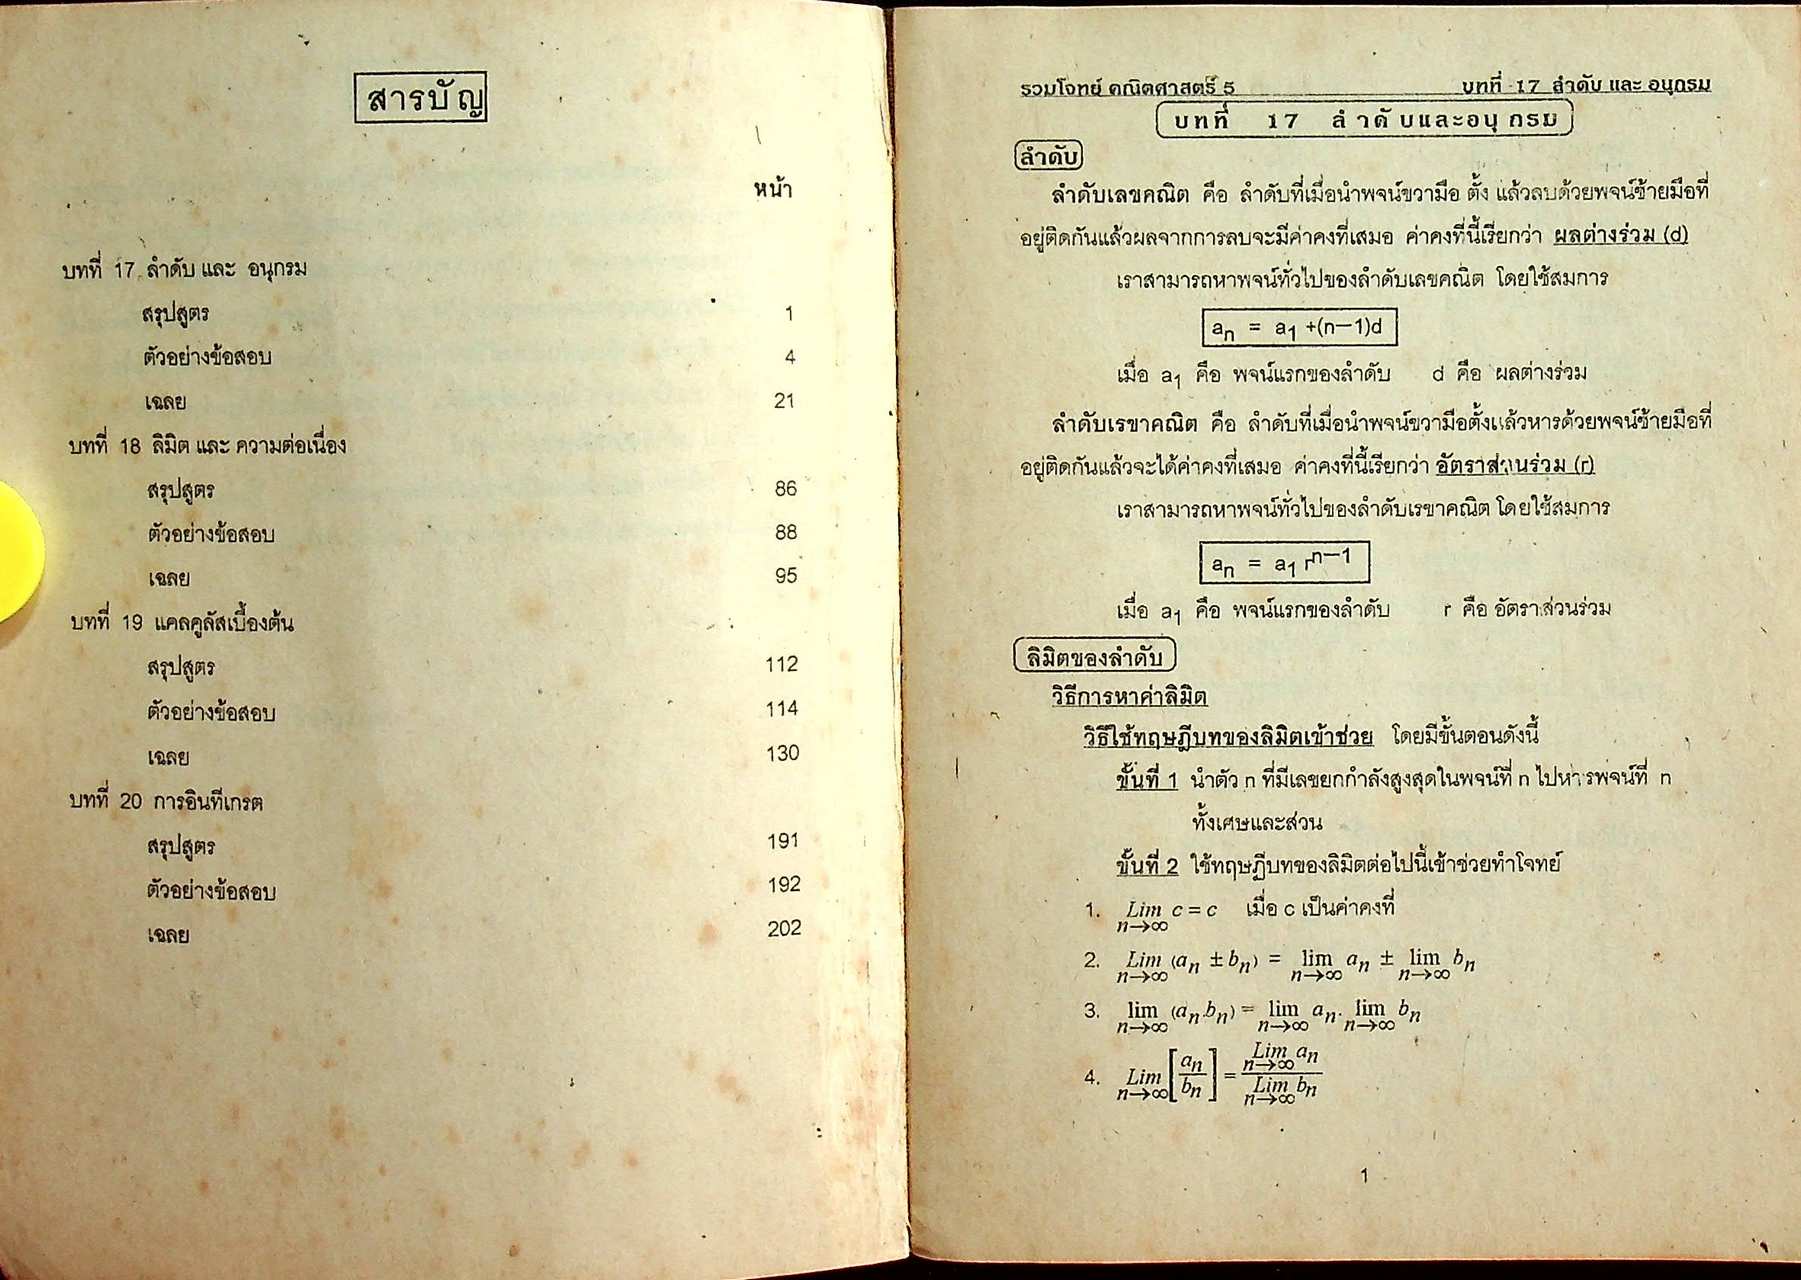 สารบัญ
หน้า
บทที่ 17 ลำดับ และ อนุกรม
สรุปสูตร 1
ตัวอย่างข้อสอบ 4
เฉลย 21
บทที่ 18 ลิมิต และ ความต่อเนื่อง
สรุปสูตร 86
ตัวอย่างข้อสอบ 88
เฉลย 95
บทที่ 19 แคลคูลัสเบื้องต้น
สรุปสูตร 112
ตัวอย่างข้อสอบ 114
เฉลย 130
บทที่ 20 การอินทีเกรต
สรุปสูตร 191
ตัวอย่างข้อสอบ 192
เฉลย 202
รวมโจทย์ คณิตศาสตร์ 5 บทที่ 17 ลำดับ และ อนุกรม
บทที่ 17 ลำดับและอนุกรม
ลำดับ
ลำดับเลขคณิต คือ ลำดับที่เมื่อนำพจน์ขวามือ ตั้ง แล้วลบด้วยพจน์ซ้ายมือที่
อยู่ติดกันแล้วผลจากการลบจะมีค่าคงที่เสมอ ค่าคงที่นี้เรียกว่า ผลต่างร่วม (d)
เราสามารถหาพจน์ทั่วไปของลำดับเลขคณิต โดยใช้สมการ
aₙ = a₁ +(n−1)d
เมื่อ a₁ คือ พจน์แรกของลำดับ d คือ ผลต่างร่วม
ลำดับเรขาคณิต คือ ลำดับที่เมื่อนำพจน์ขวามือตั้งแล้วหารด้วยพจน์ซ้ายมือที่
อยู่ติดกันแล้วจะได้ค่าคงที่เสมอ ค่าคงที่นี้เรียกว่า อัตราส่วนร่วม (r)
เราสามารถหาพจน์ทั่วไปของลำดับเรขาคณิต โดยใช้สมการ
aₙ = a₁ rⁿ⁻¹
เมื่อ a₁ คือ พจน์แรกของลำดับ r คือ อัตราส่วนร่วม
ลิมิตของลำดับ
วิธีการหาค่าลิมิต
วิธีใช้ทฤษฎีบทของลิมิตเข้าช่วย โดยมีขั้นตอนดังนี้
ขั้นที่ 1 นำตัว n ที่มีเลขยกกำลังสูงสุดในพจน์ที่ n ไปหารพจน์ที่ n
ทั้งเศษและส่วน
ขั้นที่ 2 ใช้ทฤษฎีบทของลิมิตต่อไปนี้เข้าช่วยทำโจทย์
1. Lim n→∞ c = c เมื่อ c เป็นค่าคงที่
2. Lim n→∞ (aₙ ± bₙ) = lim n→∞ aₙ ± lim n→∞ bₙ
3. lim n→∞ (aₙ.bₙ) = lim n→∞ aₙ . lim n→∞ bₙ
4. Lim n→∞ [aₙ/bₙ] = Lim n→∞ aₙ / Lim n→∞ bₙ
1